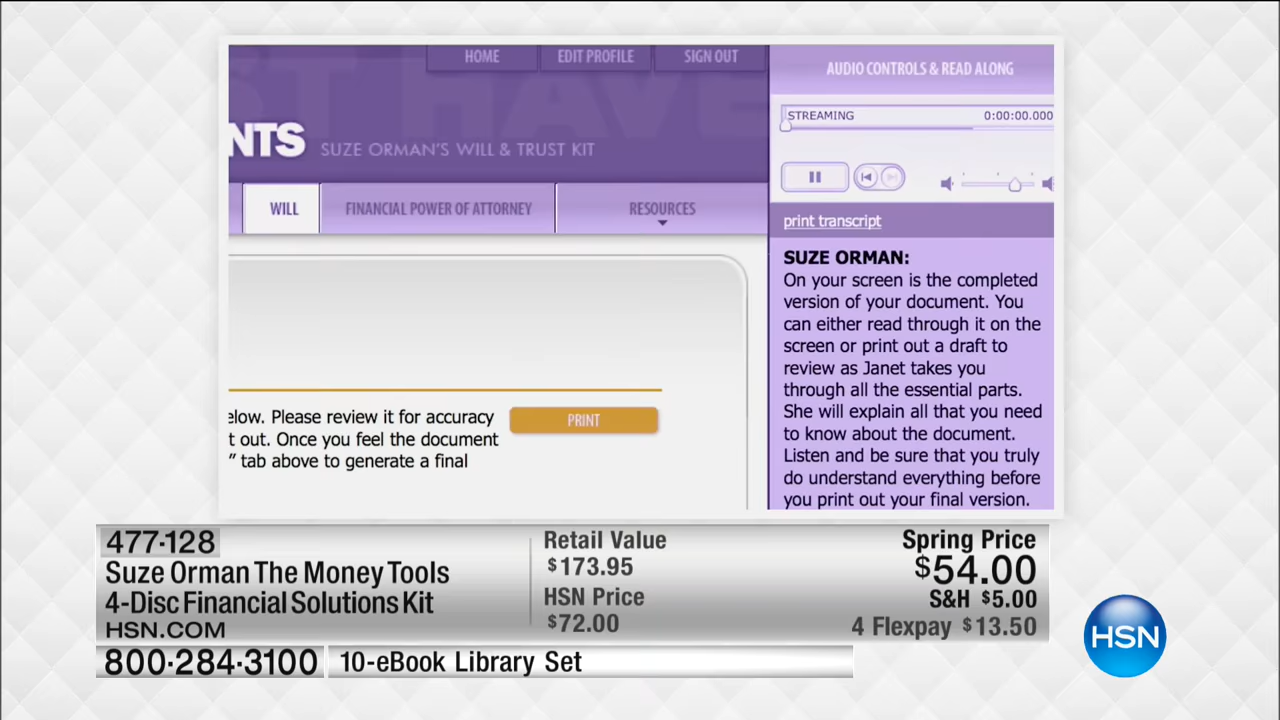 HOME EDIT PROFILE SIGN OUT
NTS SUZE ORMAN'S WILL & TRUST KIT
WILL FINANCIAL POWER OF ATTORNEY RESOURCES
elow. Please review it for accuracy
t out. Once you feel the document
" tab above to generate a final
PRINT
AUDIO CONTROLS & READ ALONG
STREAMING 0:00:00.000
print transcript
SUZE ORMAN:
On your screen is the completed
version of your document. You
can either read through it on the
screen or print out a draft to
review as Janet takes you
through all the essential parts.
She will explain all that you need
to know about the document.
Listen and be sure that you truly
do understand everything before
you print out your final version.
477-128
Suze Orman The Money Tools
4-Disc Financial Solutions Kit
HSN.COM
Retail Value
$173.95
HSN Price
$72.00
Spring Price
$54.00
S&H $5.00
4 Flexpay $13.50
800-284-3100
10-eBook Library Set
HSN